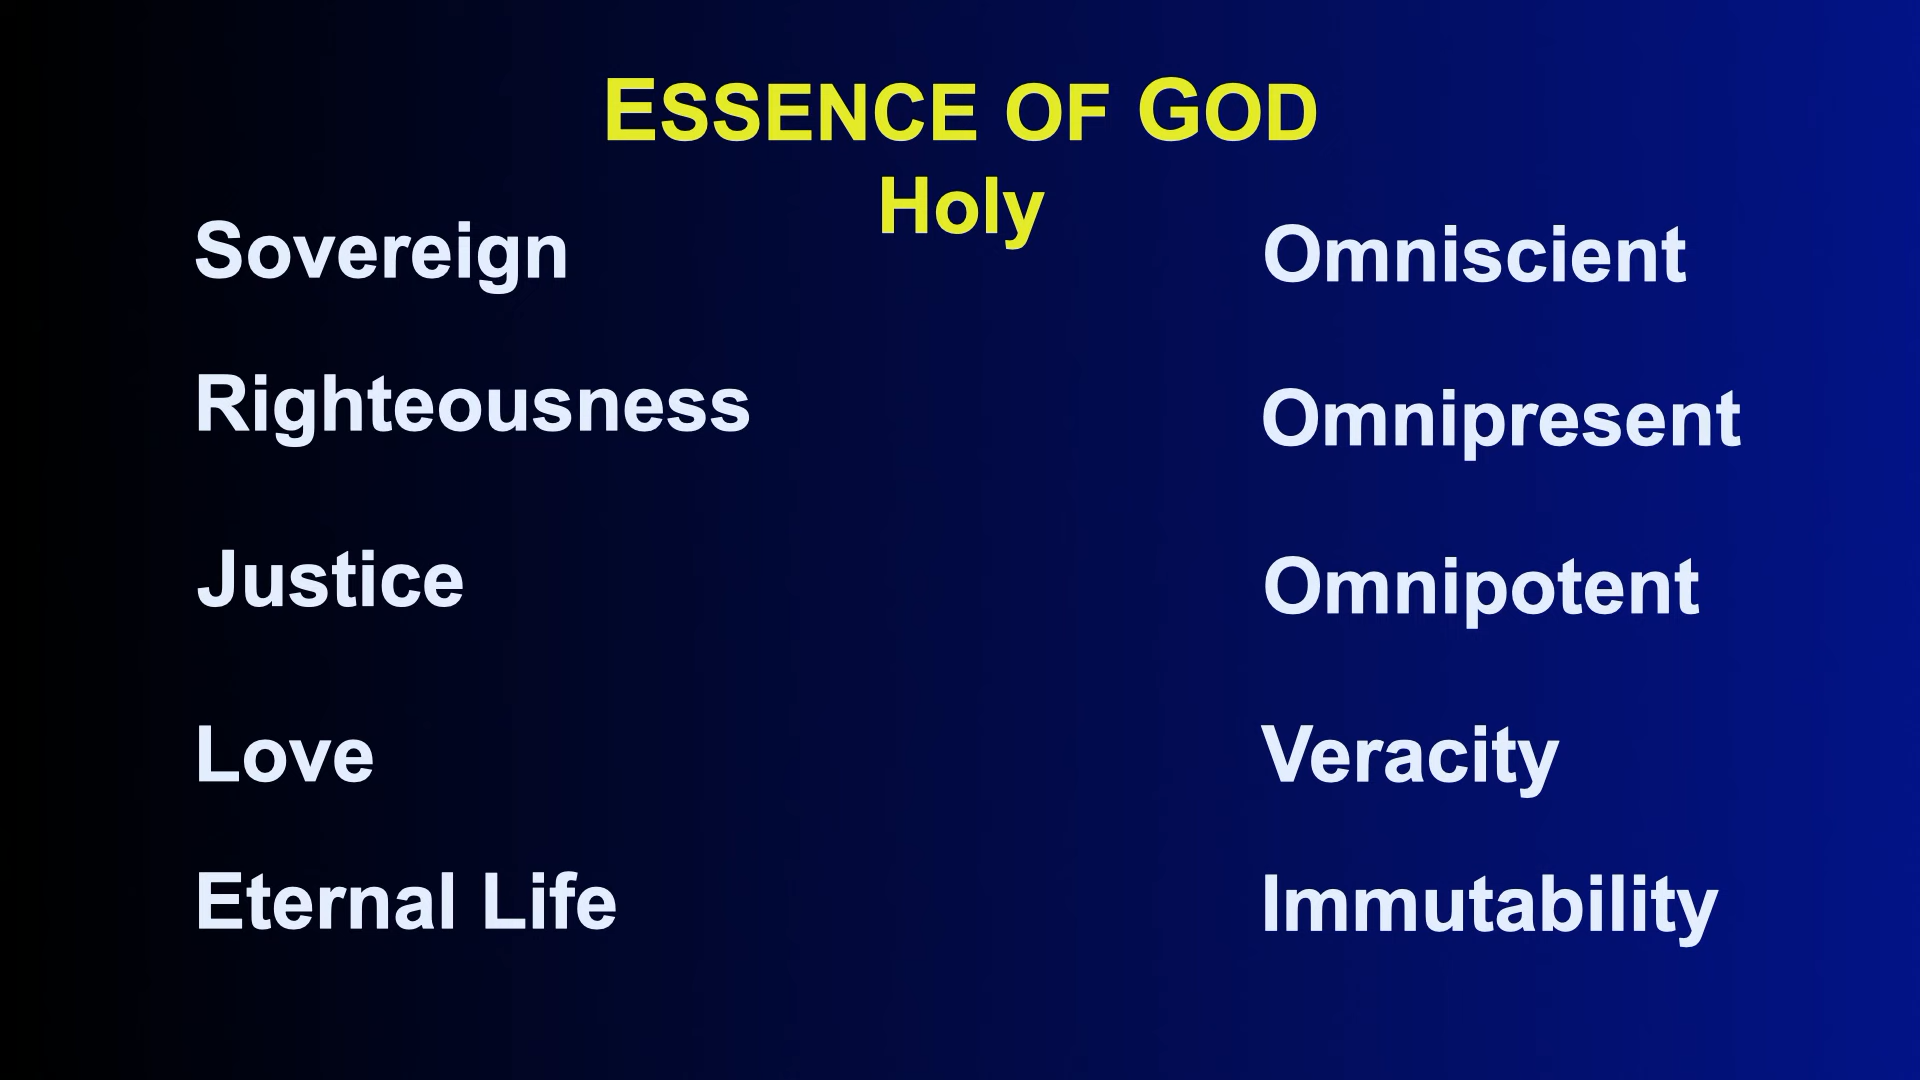 ESSENCE OF GOD
Holy
Sovereign
Righteousness
Justice
Love
Eternal Life
Omniscient
Omnipresent
Omnipotent
Veracity
Immutability